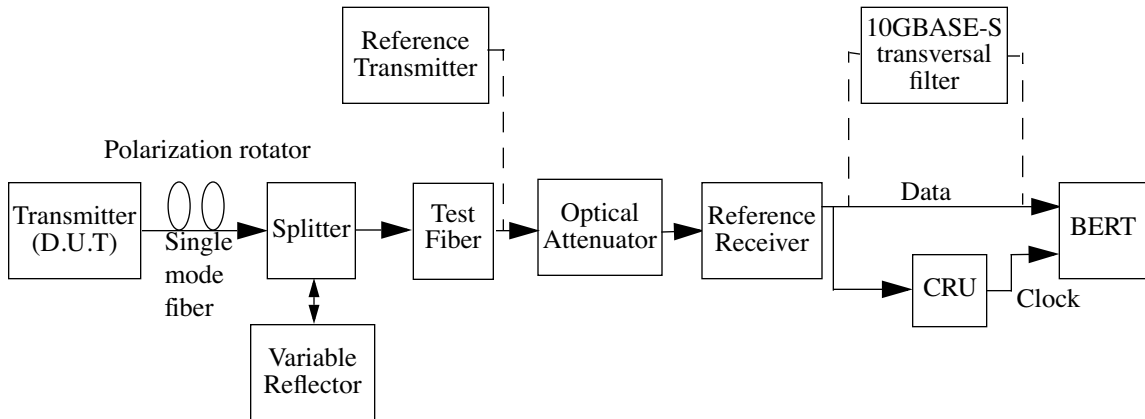 Reference
Transmitter
10GBASE-S
transversal
filter
Polarization rotator
Transmitter
(D.U.T)
Single
mode
fiber
Splitter
Test
Fiber
Optical
Attenuator
Reference
Receiver
Data
BERT
CRU
Clock
Variable
Reflector